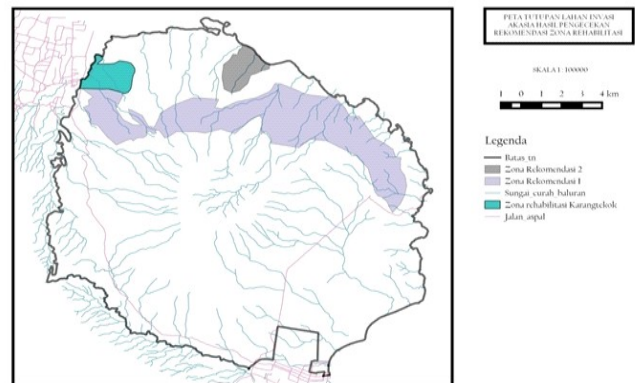 PETA TUTUPAN LAHAN INVASI
AKASIA HASIL PENGECEKAN
REKOMENDASI ZONA REHABILITASI
SKALA 1 : 100000
1 0 1 2 3 4 km
Legenda
Batas_tn
Zona Rekomendasi 2
Zona Rekomendasi 1
Sungai_curah_baluran
Zona rehabilitasi Karangtekok
Jalan_aspal